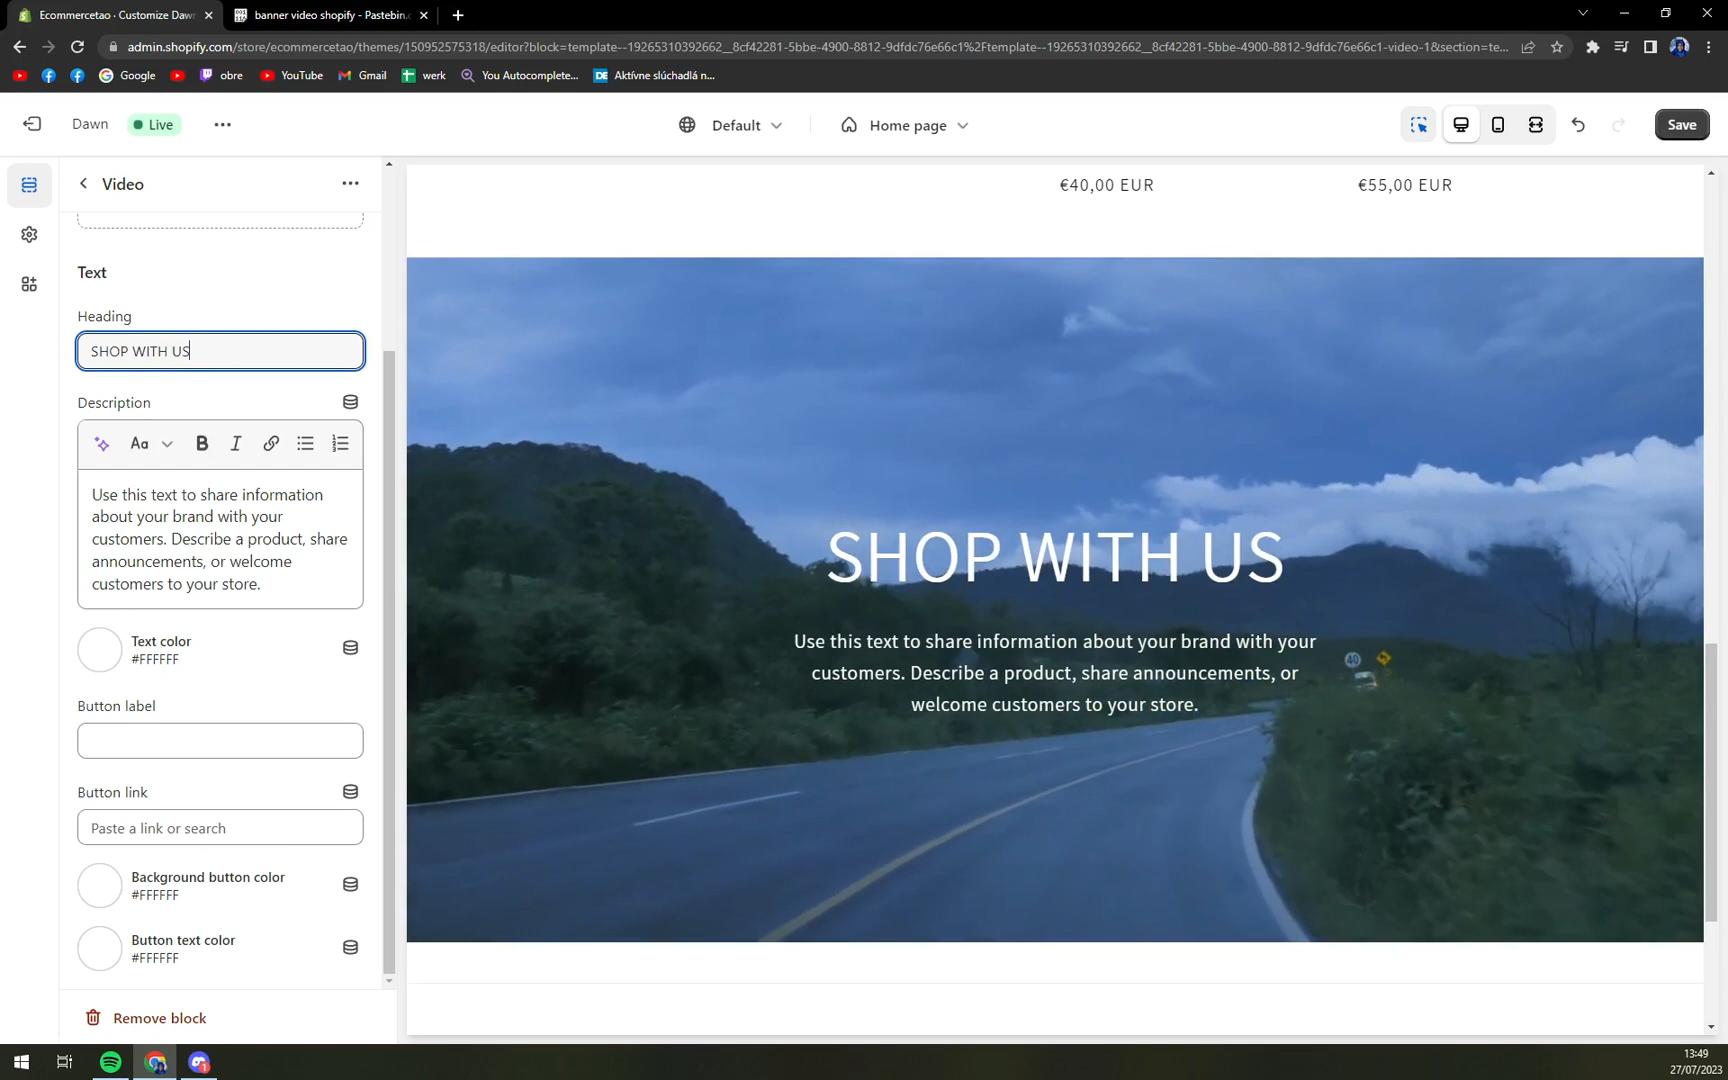 Ecommercetao · Customize Dawn
banner video shopify - Pastebin.c
admin.shopify.com/store/ecommercetao/themes/150952575318/editor?block=template--19265310392662__8cf42281-5bbe-4900-8812-9dfdc76e66c1%2Ftemplate--19265310392662__8cf42281-5bbe-4900-8812-9dfdc76e66c1-video-1&section=te...
Google
obre
YouTube
Gmail
werk
You Autocomplete...
DE
Aktívne slúchadlá n...
Dawn
Live
Default
Home page
Save
Video
Text
Heading
SHOP WITH US
Description
Aa
B
I
Use this text to share information
about your brand with your
customers. Describe a product, share
announcements, or welcome
customers to your store.
Text color
#FFFFFF
Button label
Button link
Paste a link or search
Background button color
#FFFFFF
Button text color
#FFFFFF
Remove block
€40,00 EUR
€55,00 EUR
SHOP WITH US
Use this text to share information about your brand with your
customers. Describe a product, share announcements, or
welcome customers to your store.
40
1
13:49
27/07/2023